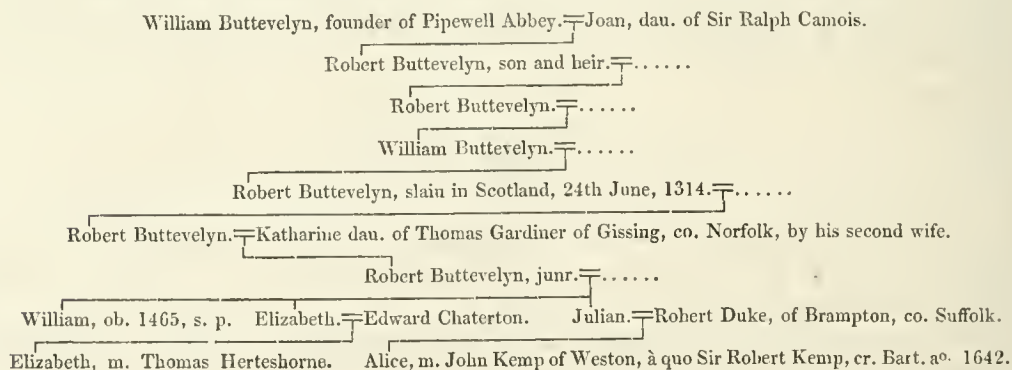 William Buttevelyn, founder of Pipewell Abbey.=Joan, dau. of Sir Ralph Camois.
Robert Buttevelyn, son and heir.=......
Robert Buttevelyn.=......
William Buttevelyn.=......
Robert Buttevelyn, slain in Scotland, 24th June, 1314.=......
Robert Buttevelyn.=Katharine dau. of Thomas Gardiner of Gissing, co. Norfolk, by his second wife.
Robert Buttevelyn, junr.=......
William, ob. 1465, s. p. Elizabeth.=Edward Chaterton. Julian.=Robert Duke, of Brampton, co. Suffolk.
Elizabeth, m. Thomas Herteshorne. Alice, m. John Kemp of Weston, à quo Sir Robert Kemp, cr. Bart. aº. 1642.